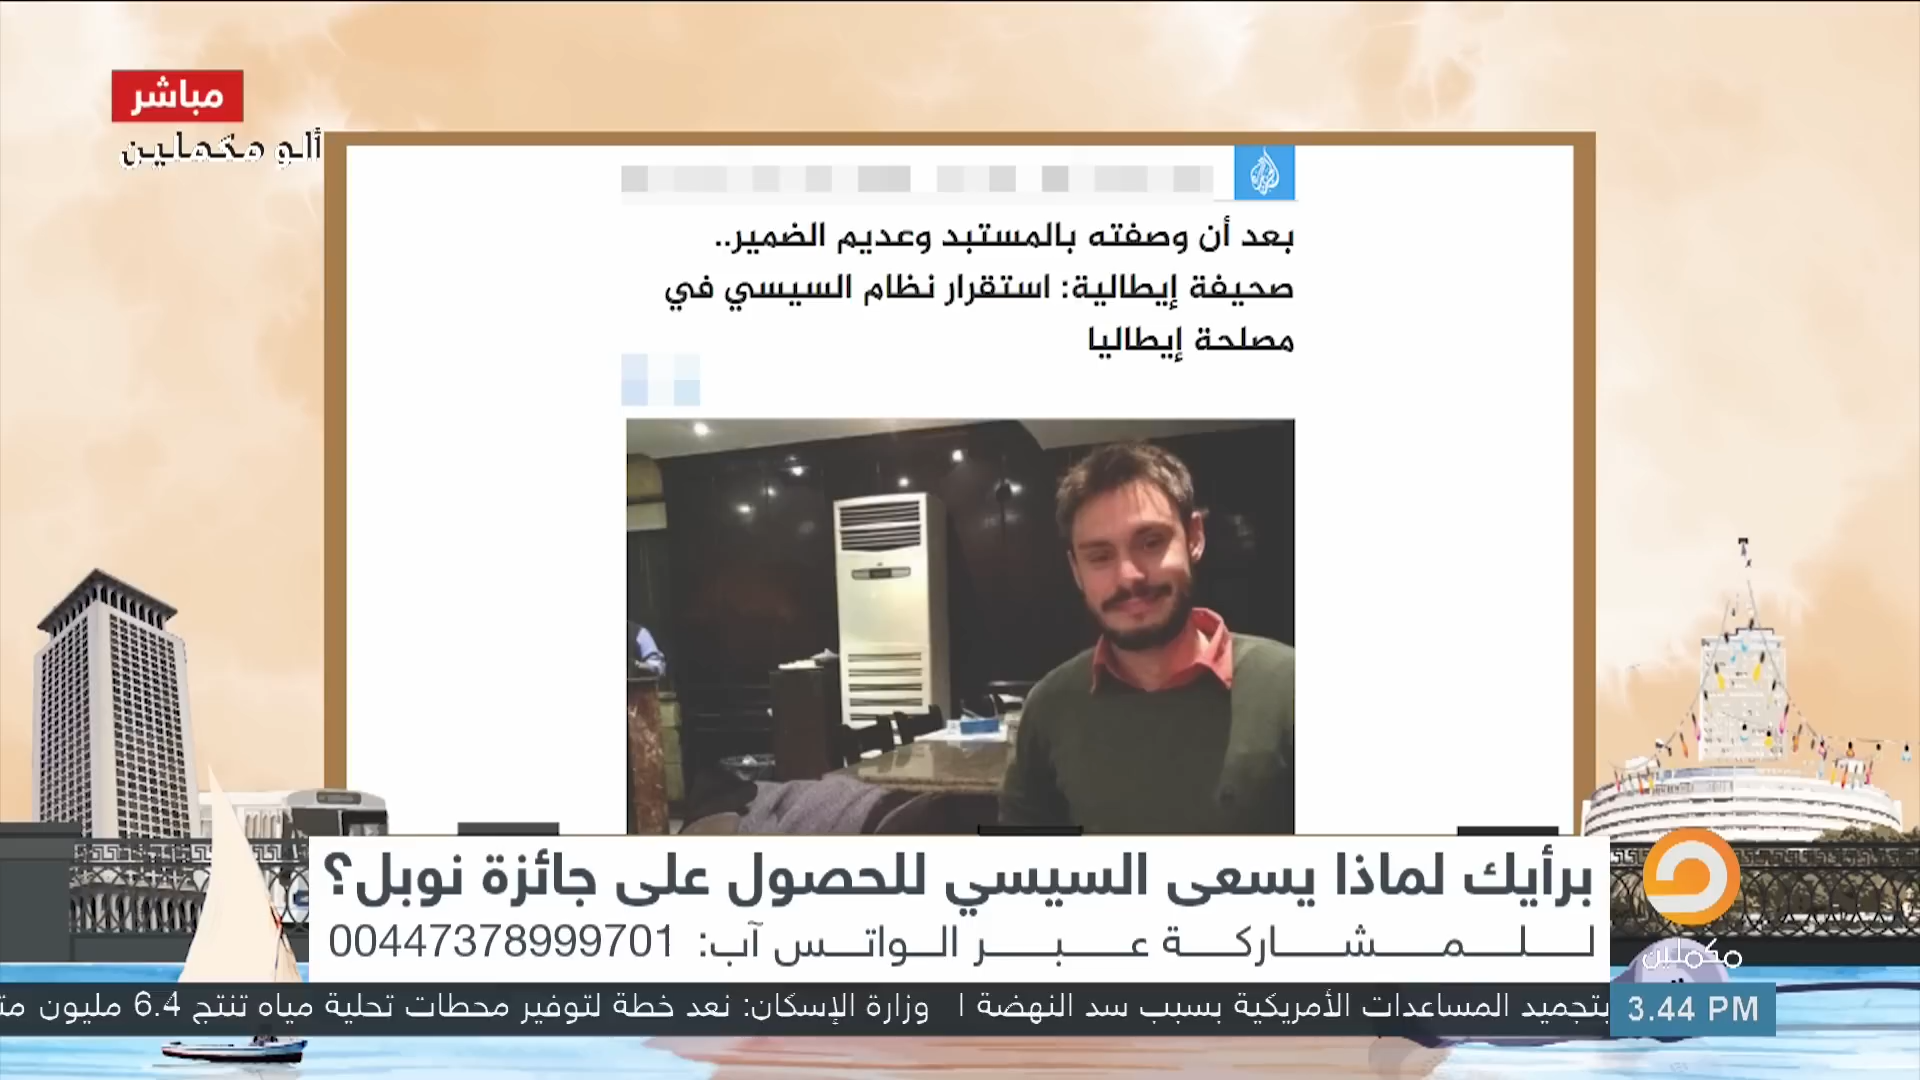 مباشر
ألو مكملين
بعد أن وصفته بالمستبد وعديم الضمير..
صحيفة إيطالية: استقرار نظام السيسي في
مصلحة إيطاليا
برأيك لماذا يسعى السيسي للحصول على جائزة نوبل؟
للمشاركة عبر الواتس آب: 00447378999701
مكملين
بتجميد المساعدات الأمريكية بسبب سد النهضة ا وزارة الإسكان: نعد خطة لتوفير محطات تحلية مياه تنتج 6.4 مليون
3.44 PM